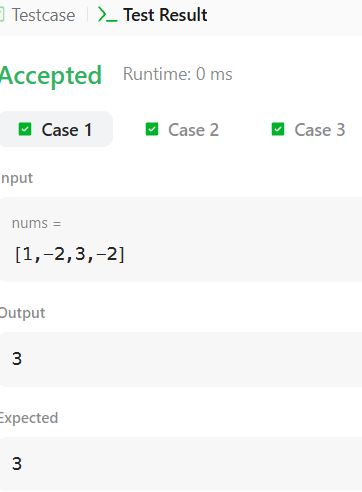 Testcase Test Result
Accepted Runtime: 0 ms
Case 1 Case 2 Case 3
nput
nums =
[1,-2,3,-2]
Output
3
Expected
3